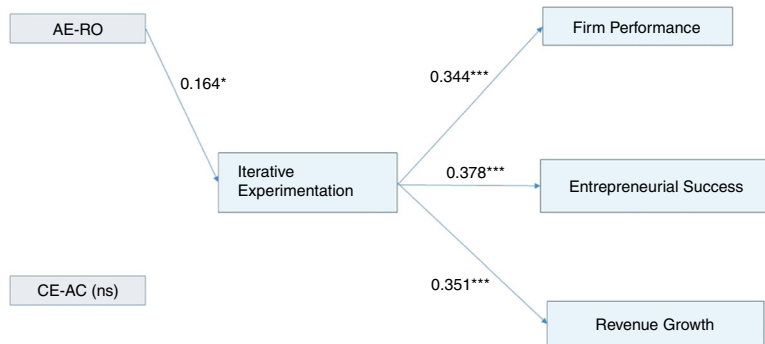 AE-RO
Firm Performance
0.164*
0.344***
Iterative
Experimentation
0.378***
Entrepreneurial Success
CE-AC (ns)
0.351***
Revenue Growth